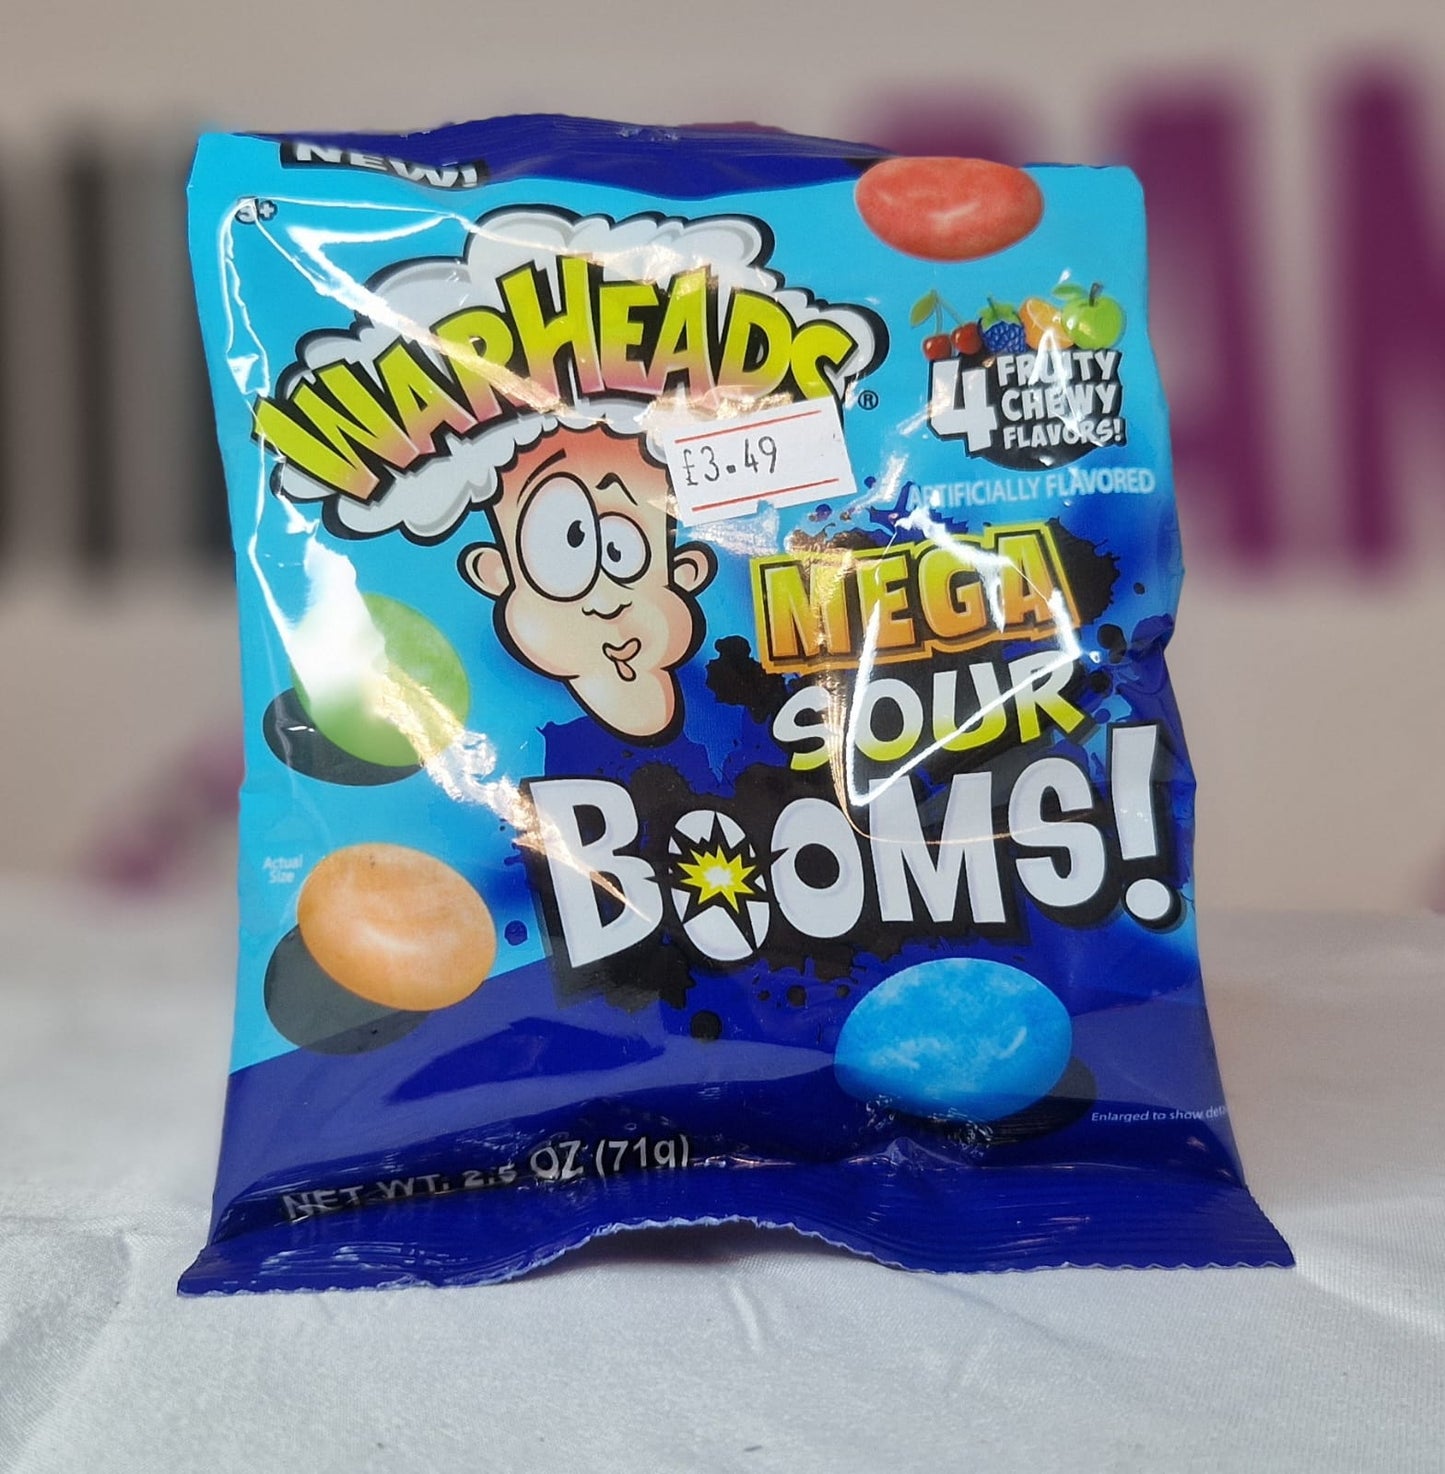 NEW!
WARHEADS®
£3.49
4 FRUITY
CHEWY
FLAVORS!
ARTIFICIALLY FLAVORED
MEGA
SOUR
BOOMS!
Actual
Size
Enlarged to show
NET WT. 2.5 OZ (71g)